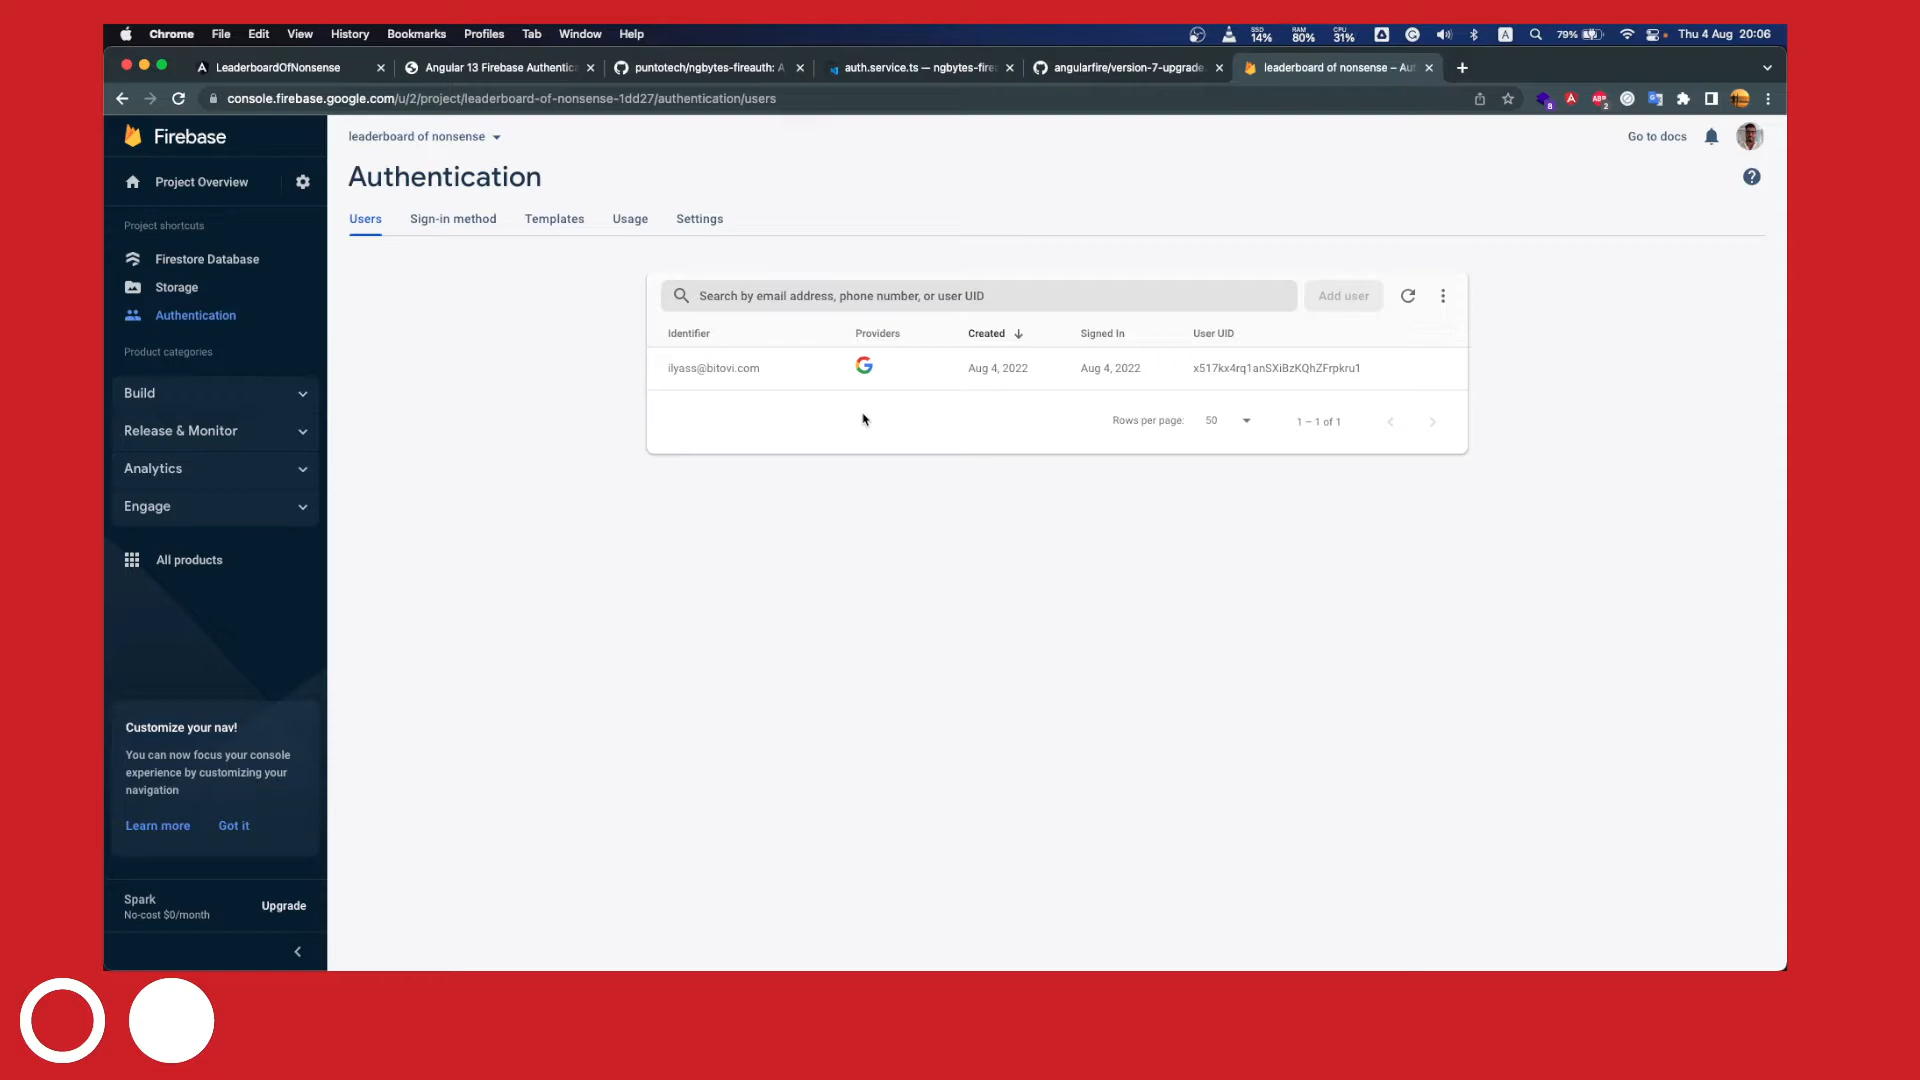 Chrome File Edit View History Bookmarks Profiles Tab Window Help SSD 14% RAM 80% CPU 31% A 79% Thu 4 Aug 20:06
LeaderboardOfNonsense Angular 13 Firebase Authentica puntotech/ngbytes-fireauth: A auth.service.ts — ngbytes-fire angularfire/version-7-upgrade. leaderboard of nonsense – Aut
console.firebase.google.com/u/2/project/leaderboard-of-nonsense-1dd27/authentication/users
Firebase
Project Overview
Project shortcuts
Firestore Database
Storage
Authentication
Product categories
Build
Release & Monitor
Analytics
Engage
All products
Customize your nav!
You can now focus your console
experience by customizing your
navigation
Learn more Got it
Spark
No-cost $0/month
Upgrade
leaderboard of nonsense
Go to docs
Authentication
Users Sign-in method Templates Usage Settings
Search by email address, phone number, or user UID
Add user
Identifier Providers Created Signed In User UID
ilyass@bitovi.com Aug 4, 2022 Aug 4, 2022 x517kx4rq1anSXiBzKQhZFrpkru1
Rows per page: 50 1 – 1 of 1